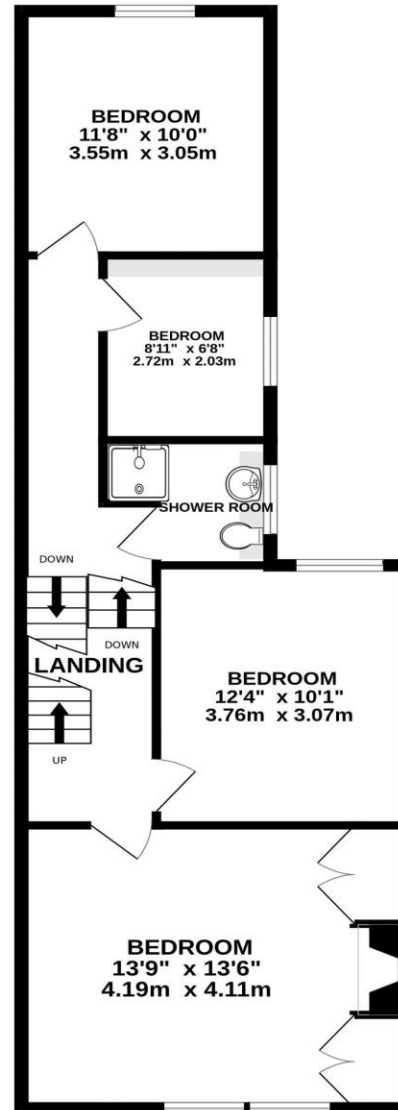 BEDROOM
11'8" x 10'0"
3.55m x 3.05m
BEDROOM
8'11" x 6'8"
2.72m x 2.03m
SHOWER ROOM
DOWN
DOWN
LANDING
UP
BEDROOM
12'4" x 10'1"
3.76m x 3.07m
BEDROOM
13'9" x 13'6"
4.19m x 4.11m